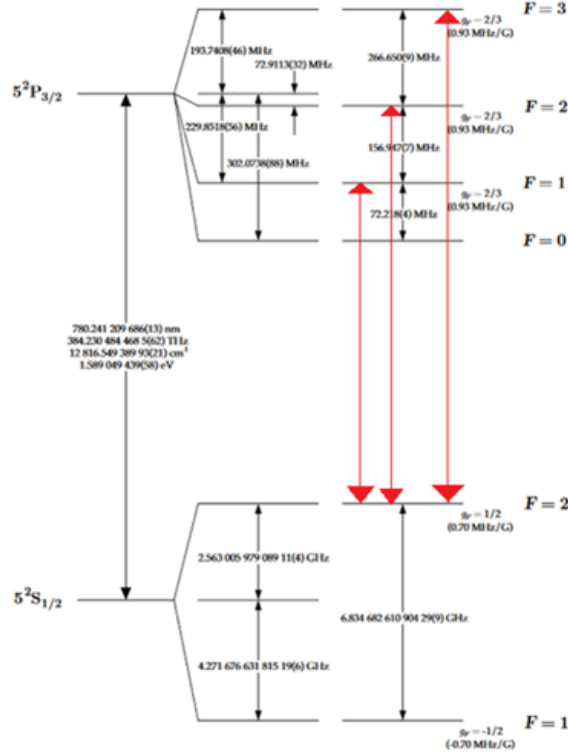 F = 3
g_F = 2/3
(0.93 MHz/G)
193.7408(46) MHz
266.650(9) MHz
72.9113(32) MHz
5²P₃/₂
F = 2
g_F = 2/3
(0.93 MHz/G)
229.8518(56) MHz
156.947(7) MHz
302.0738(88) MHz
F = 1
g_F = 2/3
(0.93 MHz/G)
72.218(4) MHz
F = 0
780.241 209 686(13) nm
384.230 484 468 5(62) THz
12 816.549 389 93(21) cm⁻¹
1.589 049 439(58) eV
F = 2
g_F = 1/2
(0.70 MHz/G)
2.563 005 979 089 11(4) GHz
5²S₁/₂
6.834 682 610 904 29(9) GHz
4.271 676 631 815 19(6) GHz
F = 1
g_F = -1/2
(-0.70 MHz/G)